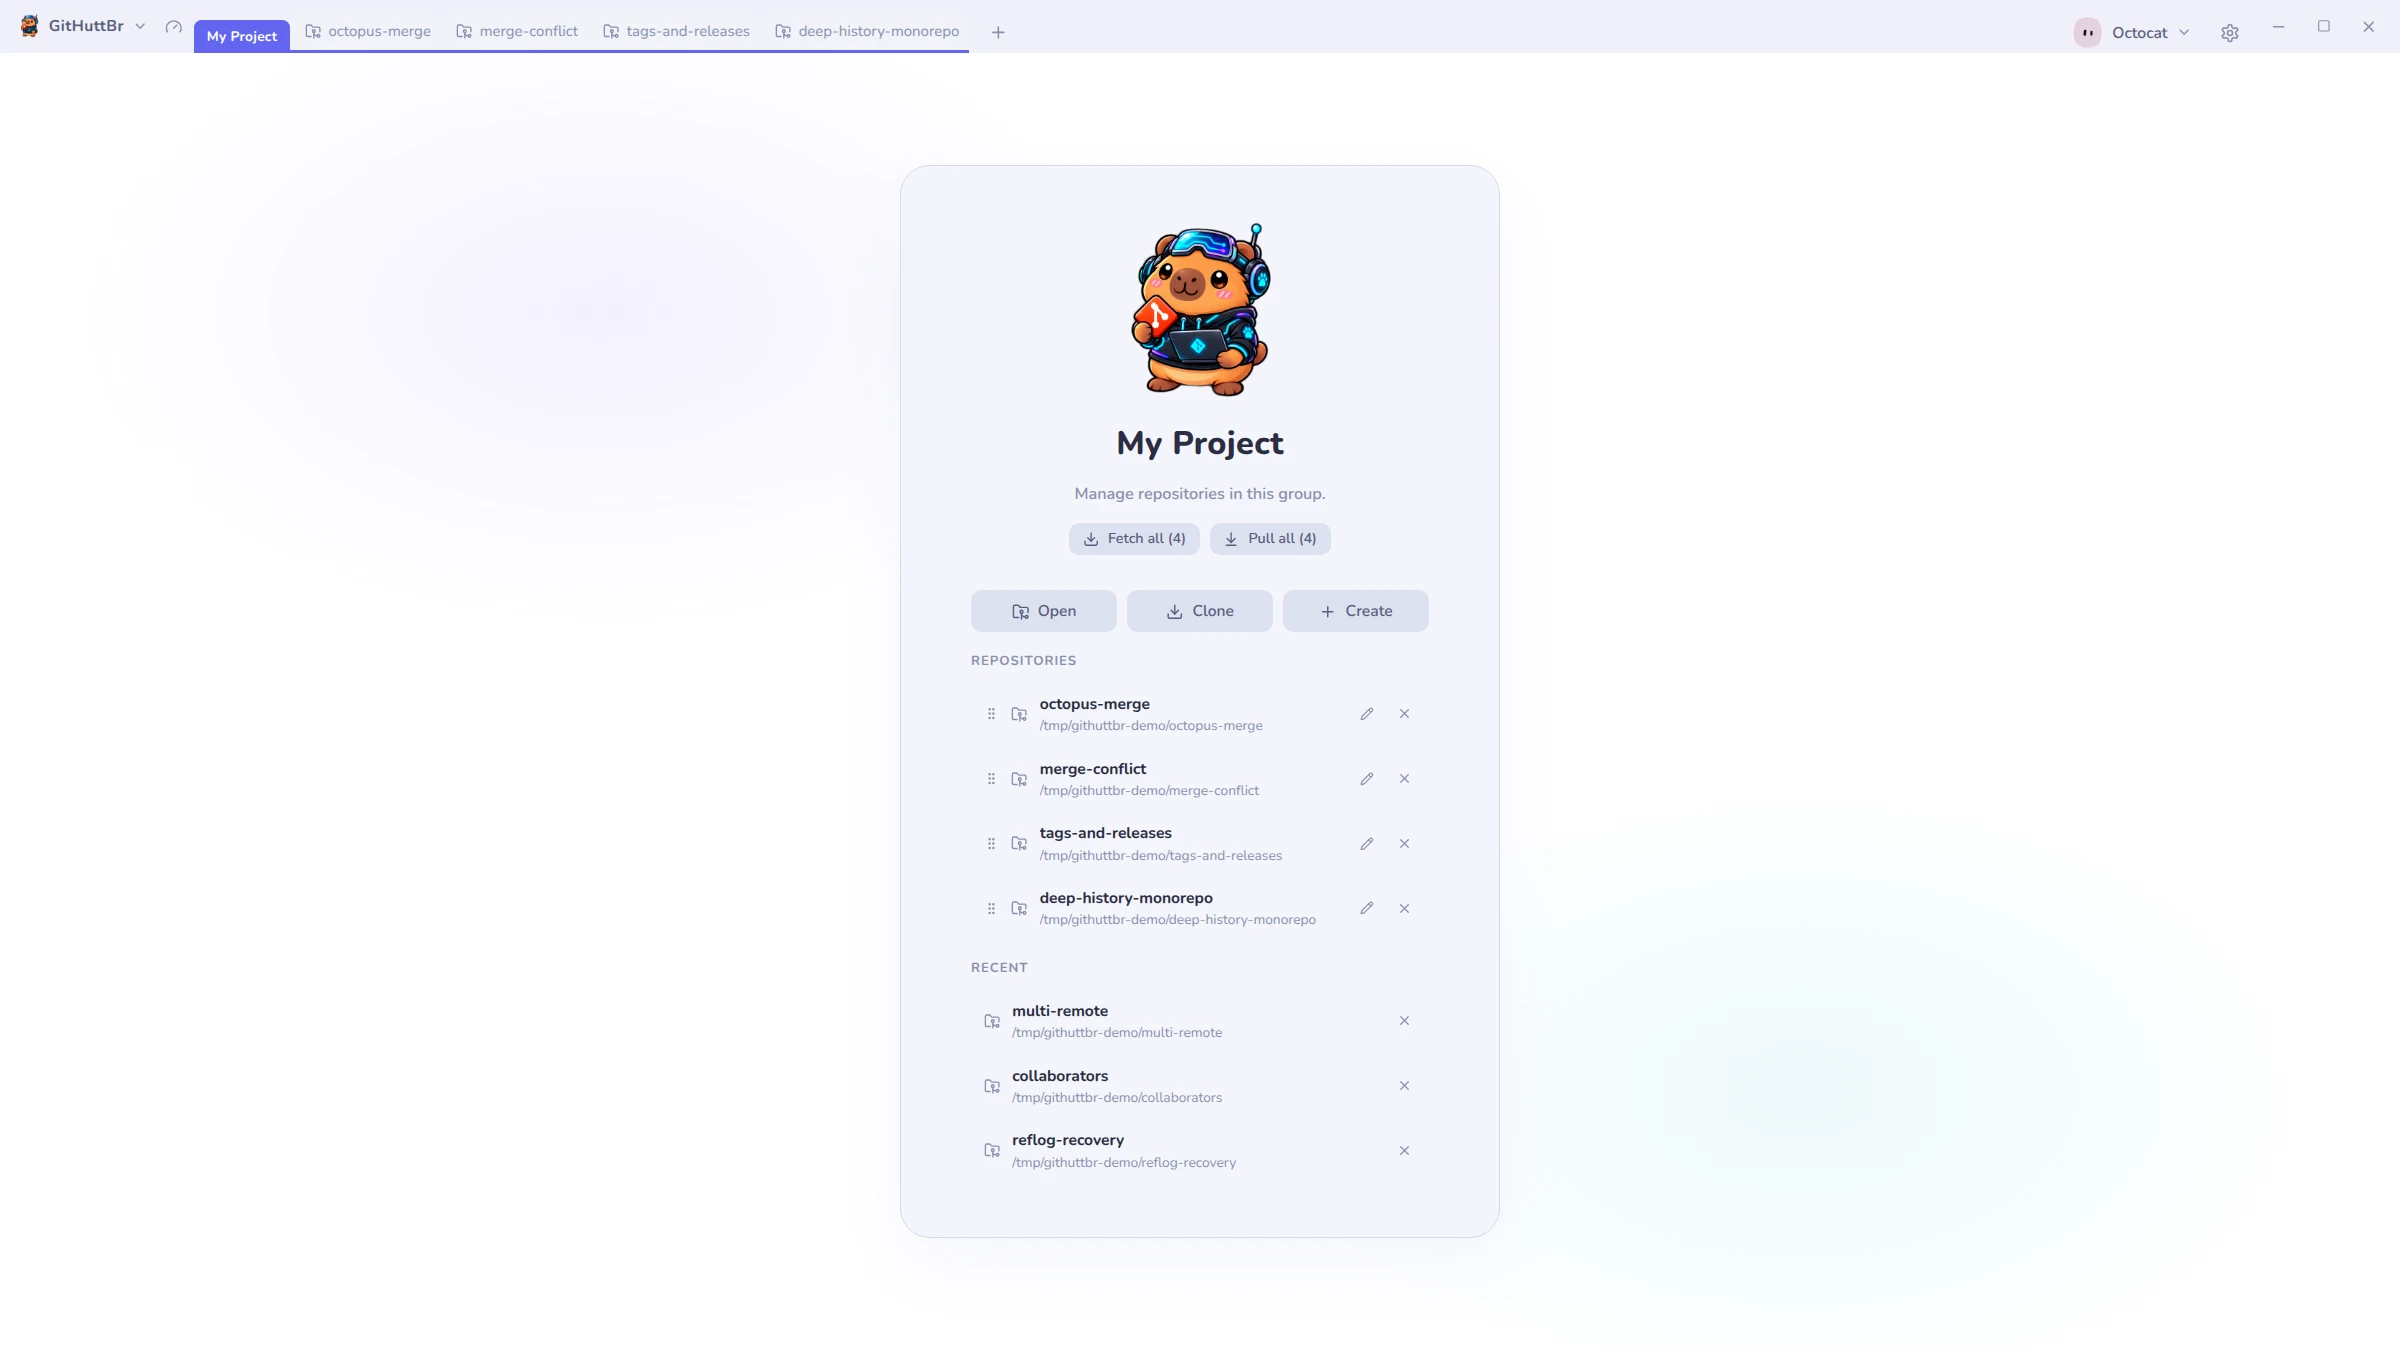 GitHuttBr
My Project
octopus-merge
merge-conflict
tags-and-releases
deep-history-monorepo
Octocat
My Project
Manage repositories in this group.
Fetch all (4)
Pull all (4)
Open
Clone
Create
REPOSITORIES
octopus-merge
/tmp/githuttbr-demo/octopus-merge
merge-conflict
/tmp/githuttbr-demo/merge-conflict
tags-and-releases
/tmp/githuttbr-demo/tags-and-releases
deep-history-monorepo
/tmp/githuttbr-demo/deep-history-monorepo
RECENT
multi-remote
/tmp/githuttbr-demo/multi-remote
collaborators
/tmp/githuttbr-demo/collaborators
reflog-recovery
/tmp/githuttbr-demo/reflog-recovery